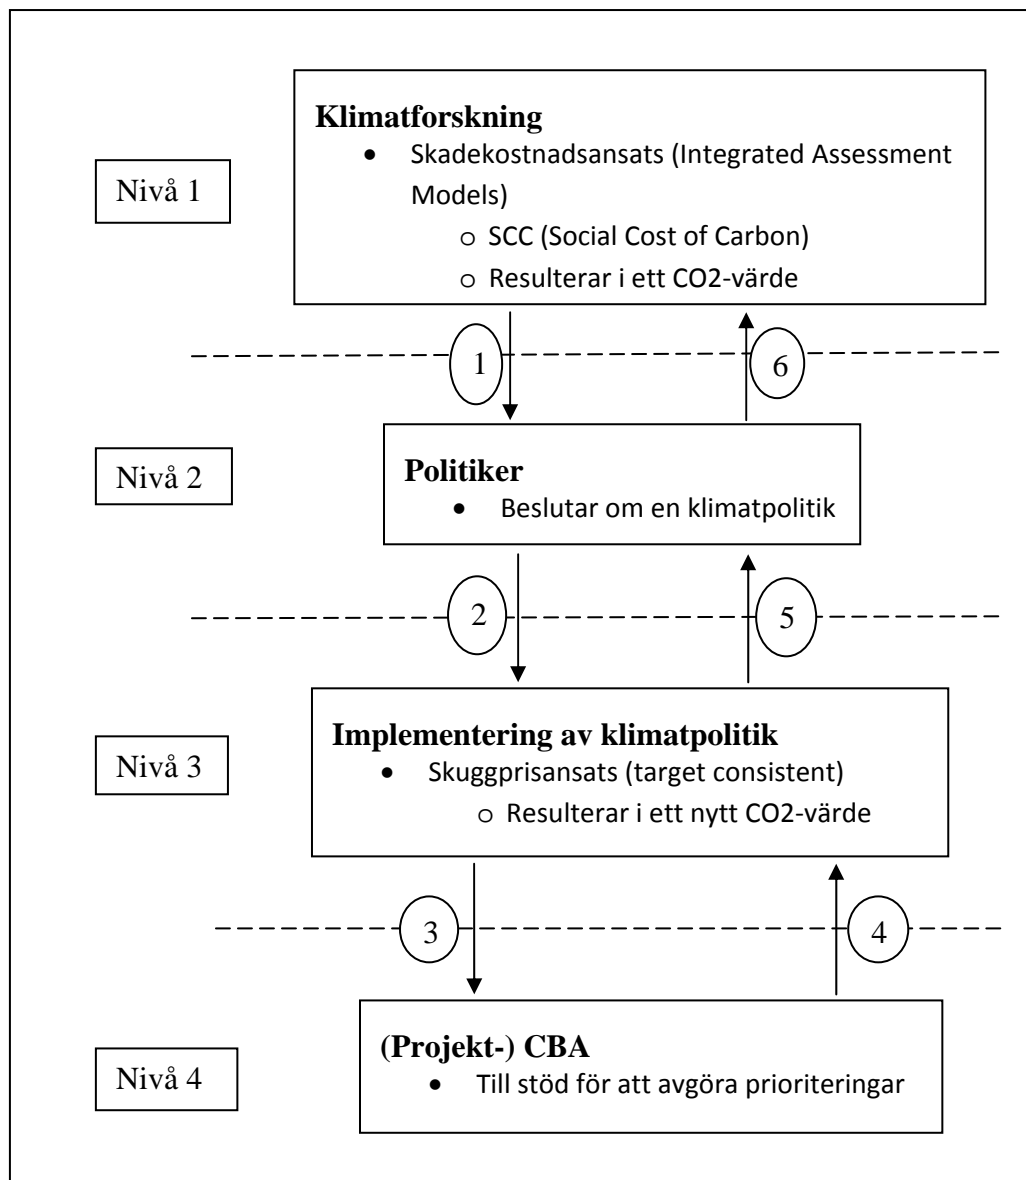 Klimatforskning
• Skadekostnadsansats (Integrated Assessment
Models)
o SCC (Social Cost of Carbon)
o Resulterar i ett CO2-värde
Nivå 1
1
6
Nivå 2
Politiker
• Beslutar om en klimatpolitik
2
5
Nivå 3
Implementering av klimatpolitik
• Skuggprisansats (target consistent)
o Resulterar i ett nytt CO2-värde
3
4
Nivå 4
(Projekt-) CBA
• Till stöd för att avgöra prioriteringar